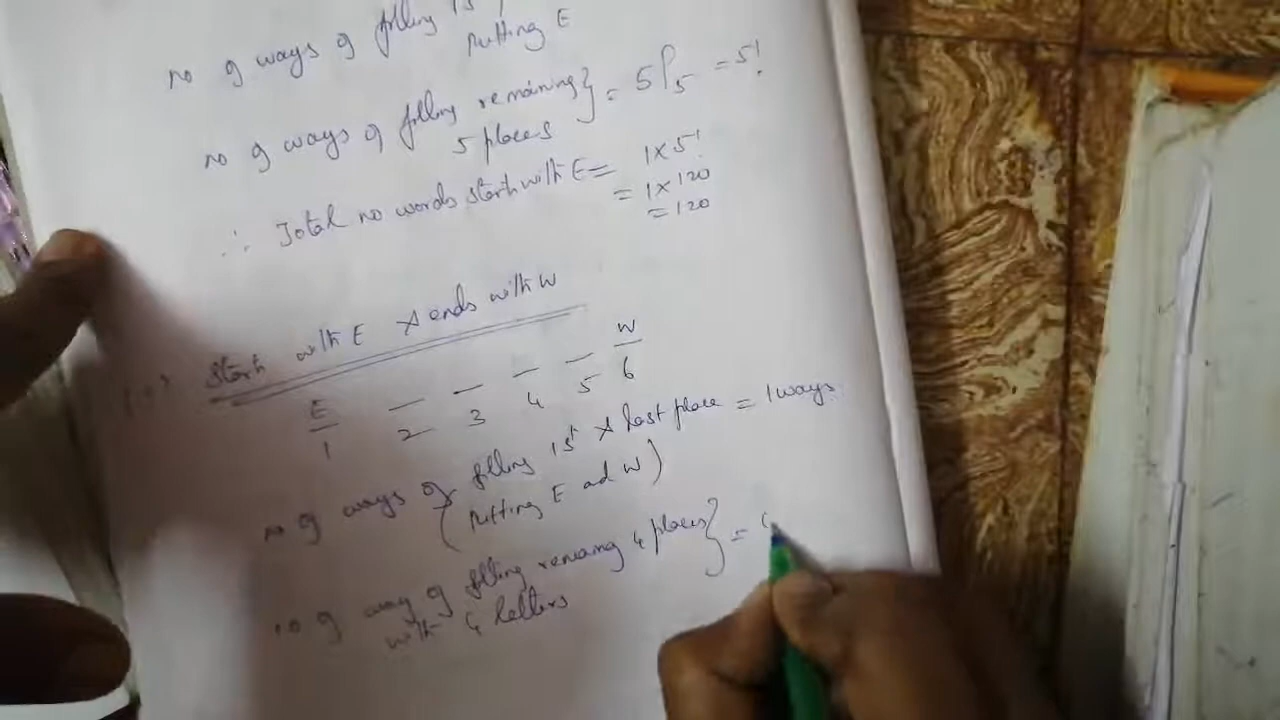 no of ways of filling 1st
Putting E
no of ways of filling remaining } = 5P5 = 5!
5 places
∴ Total no words start with E = 1 x 5!
= 1 x 120
= 120
Start with E & ends with W
E _ _ _ _ W
1 2 3 4 5 6
no of ways of filling 1st & last place = 1 ways.
(Putting E ad W)
no of way of filling remaing 4 places } =
with 4 letters